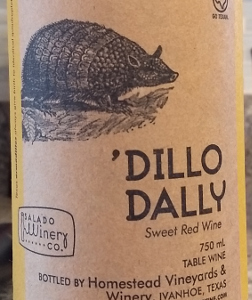 'DILLO
DALLY
Sweet Red Wine
SALADO
Winery
CO.
750 mL
TABLE WINE
BOTTLED BY Homestead Vineyards &
Winery, IVANHOE, TEXAS